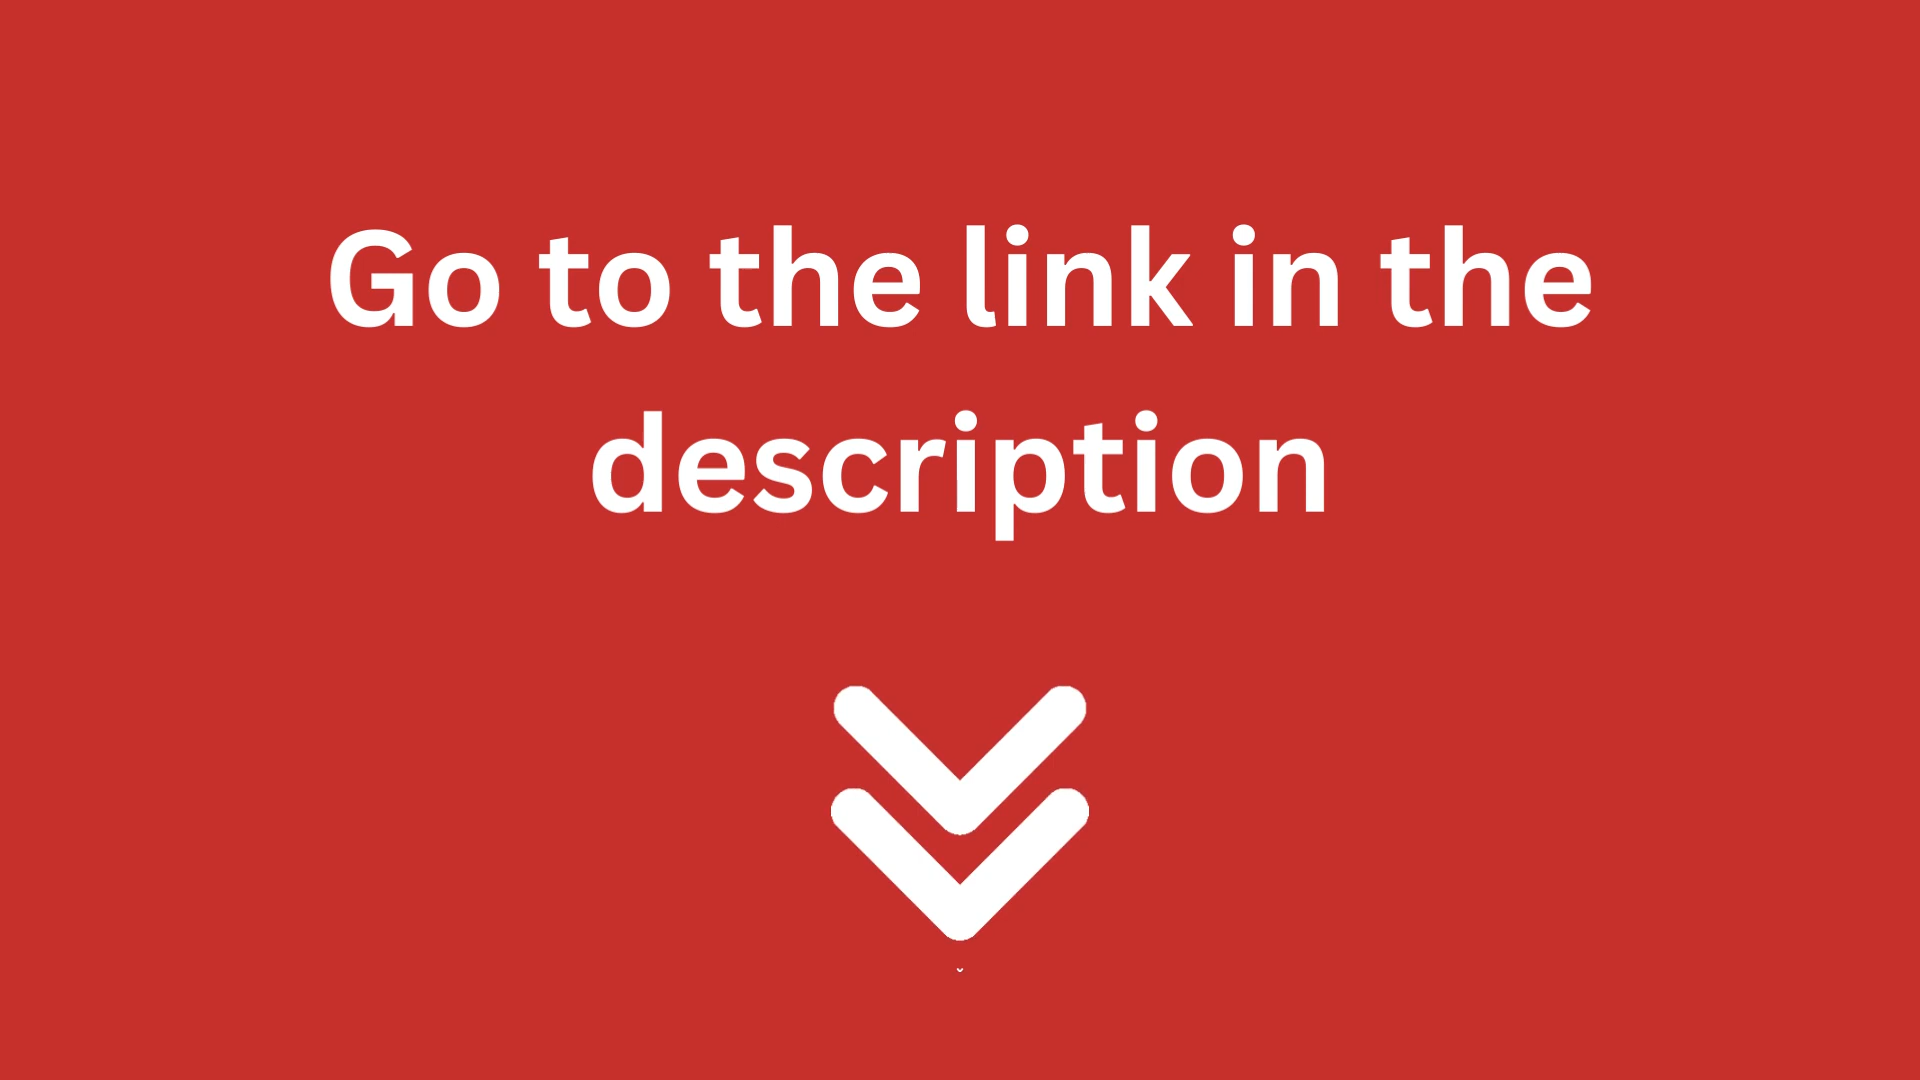 Go to the link in the
description